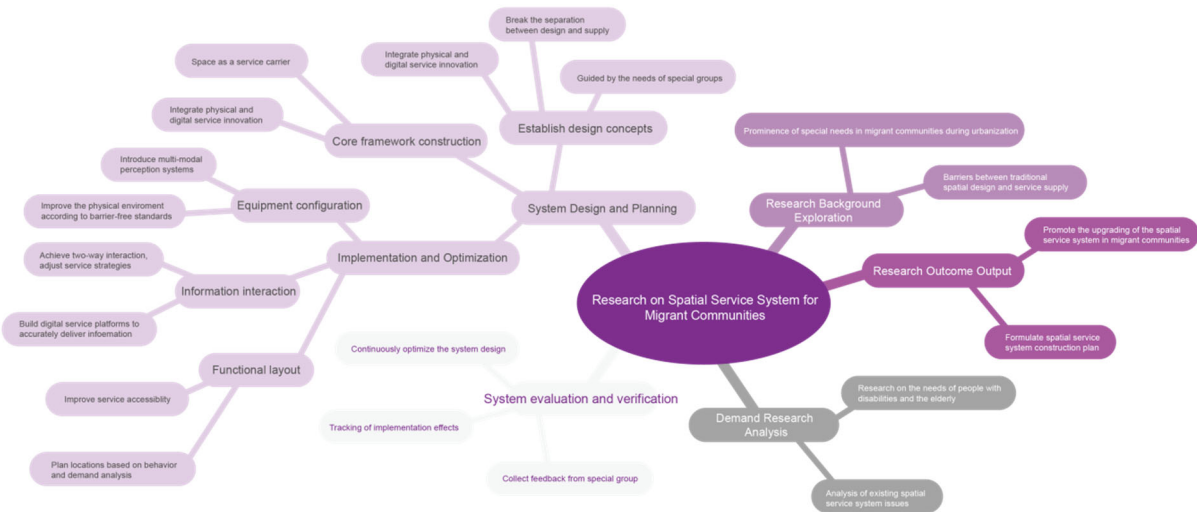 Break the separation
between design and supply
Integrate physical and
digital service innovation
Space as a service carrier
Guided by the needs of special groups
Integrate physical and
digital service innovation
Establish design concepts
Core framework construction
Prominence of special needs in migrant communities during urbanization
Introduce multi-modal
perception systems
Barriers between traditional
spatial design and service supply
Improve the physical enviroment
according to barrier-free standards
Equipment configuration
System Design and Planning
Research Background
Exploration
Promote the upgrading of the spatial
service system in migrant communities
Achieve two-way interaction,
adjust service strategies
Implementation and Optimization
Research Outcome Output
Information interaction
Research on Spatial Service System for
Migrant Communities
Build digital service platforms to
accurately deliver infoemation
Formulate spatial service
system construction plan
Continuously optimize the system design
Functional layout
Improve service accessiblity
System evaluation and verification
Research on the needs of people with
disabilities and the elderly
Demand Research
Analysis
Tracking of implementation effects
Plan locations based on behavior
and demand analysis
Collect feedback from special group
Analysis of existing spatial
service system issues